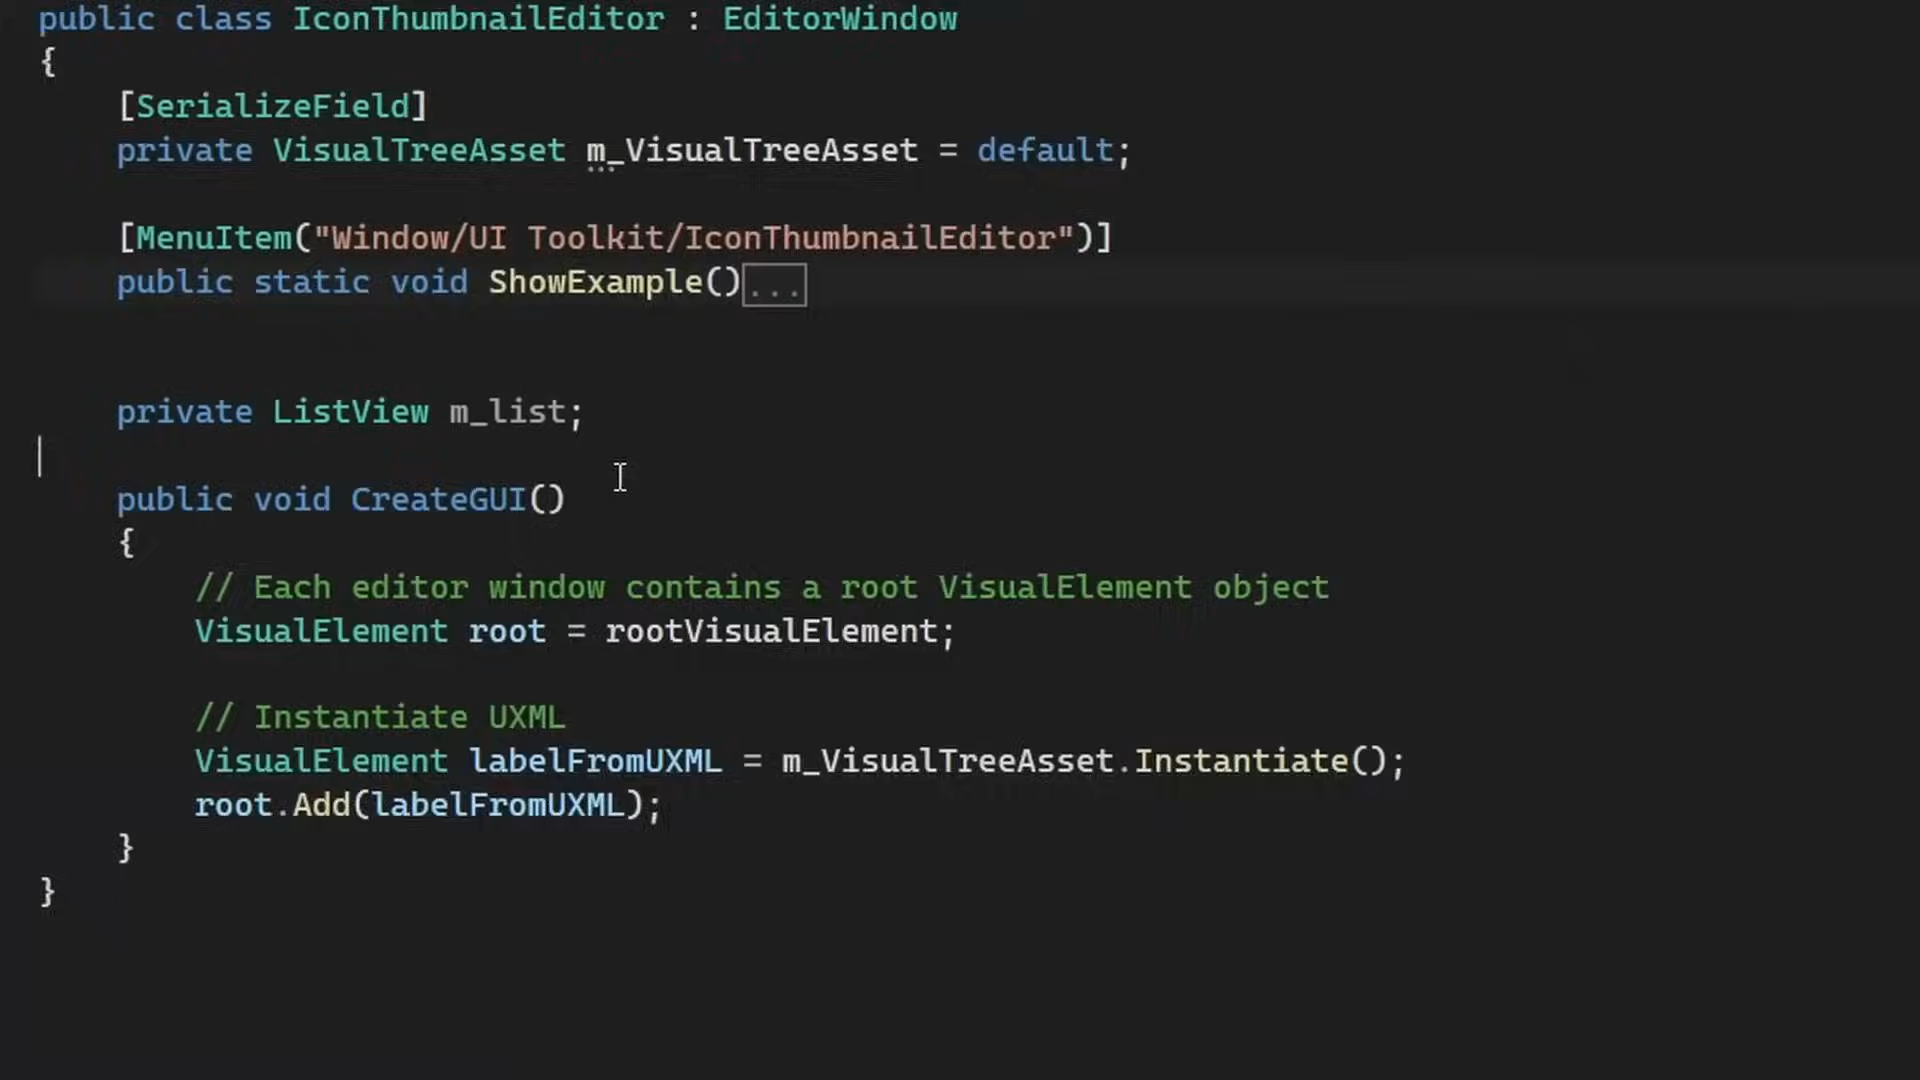 public class IconThumbnailEditor : EditorWindow
{
[SerializeField]
private VisualTreeAsset m_VisualTreeAsset = default;
[MenuItem("Window/UI Toolkit/IconThumbnailEditor")]
public static void ShowExample()...
private ListView m_list;
public void CreateGUI()
{
// Each editor window contains a root VisualElement object
VisualElement root = rootVisualElement;
// Instantiate UXML
VisualElement labelFromUXML = m_VisualTreeAsset.Instantiate();
root.Add(labelFromUXML);
}
}